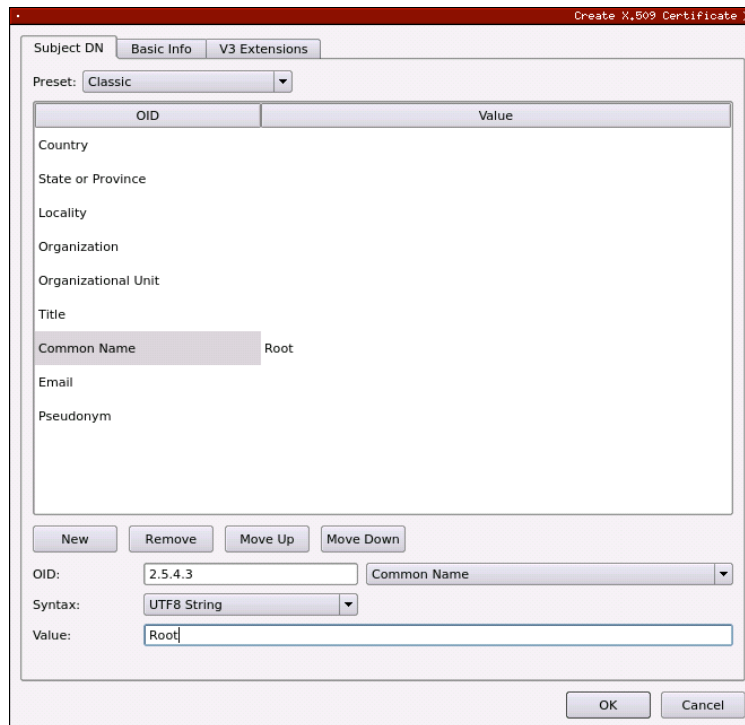 Create X.509 Certificate
Subject DN Basic Info V3 Extensions
Preset: Classic
OID Value
Country
State or Province
Locality
Organization
Organizational Unit
Title
Common Name Root
Email
Pseudonym
New Remove Move Up Move Down
OID: 2.5.4.3 Common Name
Syntax: UTF8 String
Value: Root
OK Cancel